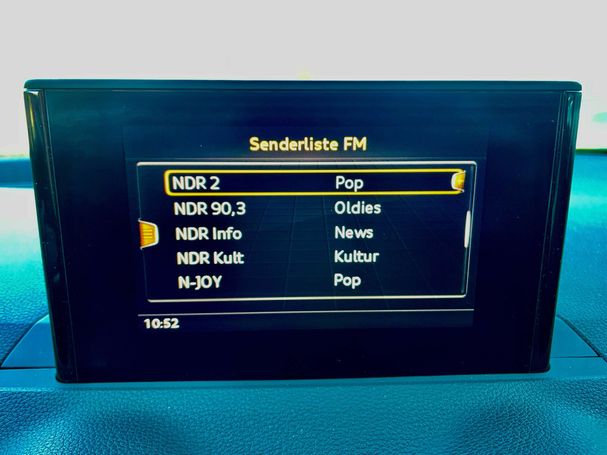 Senderliste FM
NDR 2 Pop
NDR 90,3 Oldies
NDR Info News
NDR Kult Kultur
N-JOY Pop
10:52